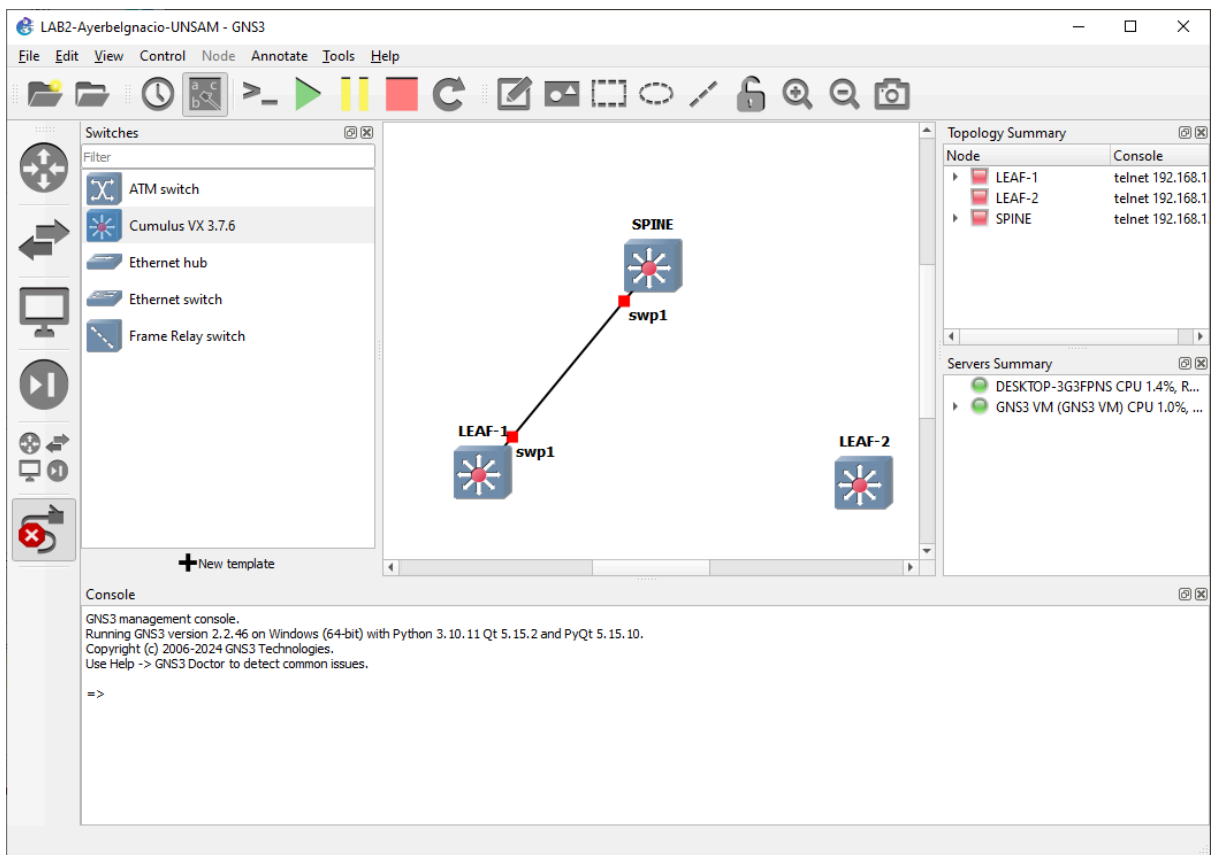 LAB2-AyerbeIgnacio-UNSAM - GNS3
File Edit View Control Node Annotate Tools Help
Switches
Filter
ATM switch
Cumulus VX 3.7.6
Ethernet hub
Ethernet switch
Frame Relay switch
New template
SPINE
swp1
LEAF-1
swp1
LEAF-2
Topology Summary
Node Console
LEAF-1 telnet 192.168.1
LEAF-2 telnet 192.168.1
SPINE telnet 192.168.1
Servers Summary
DESKTOP-3G3FPNS CPU 1.4%, R...
GNS3 VM (GNS3 VM) CPU 1.0%, ...
Console
GNS3 management console.
Running GNS3 version 2.2.46 on Windows (64-bit) with Python 3.10.11 Qt 5.15.2 and PyQt 5.15.10.
Copyright (c) 2006-2024 GNS3 Technologies.
Use Help -> GNS3 Doctor to detect common issues.
=>